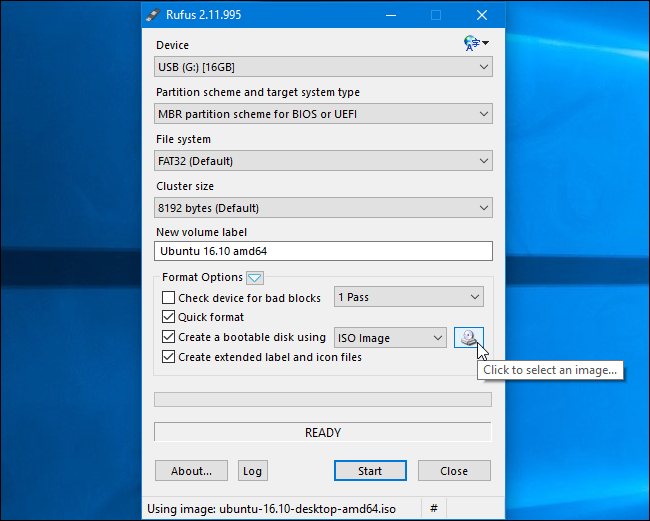 Rufus 2.11.995
Device
USB (G:) [16GB]
Partition scheme and target system type
MBR partition scheme for BIOS or UEFI
File system
FAT32 (Default)
Cluster size
8192 bytes (Default)
New volume label
Ubuntu 16.10 amd64
Format Options
Check device for bad blocks 1 Pass
Quick format
Create a bootable disk using ISO Image
Click to select an image...
Create extended label and icon files
READY
About... Log Start Close
Using image: ubuntu-16.10-desktop-amd64.iso #